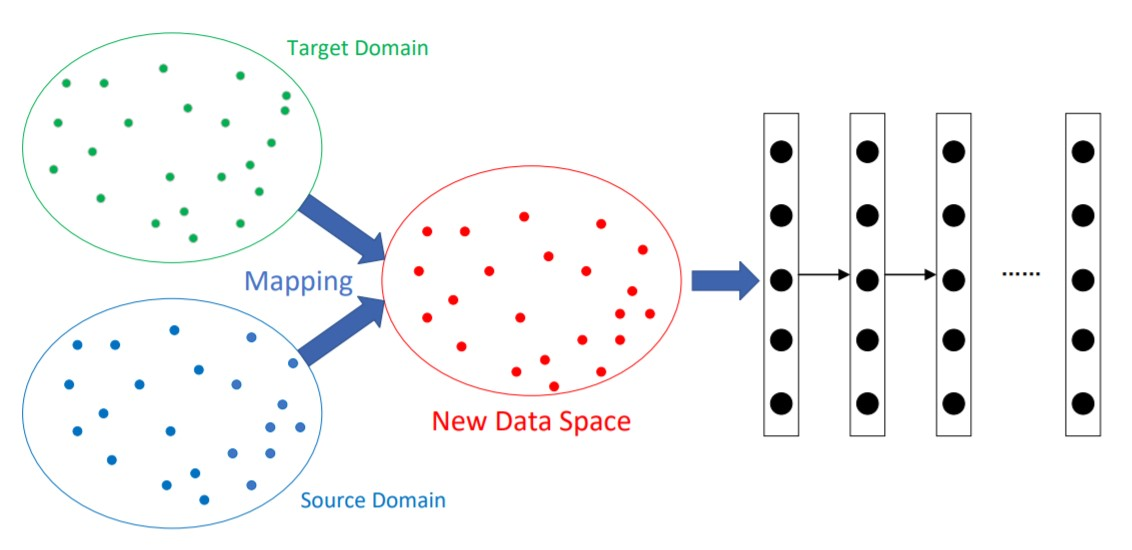 Target Domain
Mapping
New Data Space
......
Source Domain